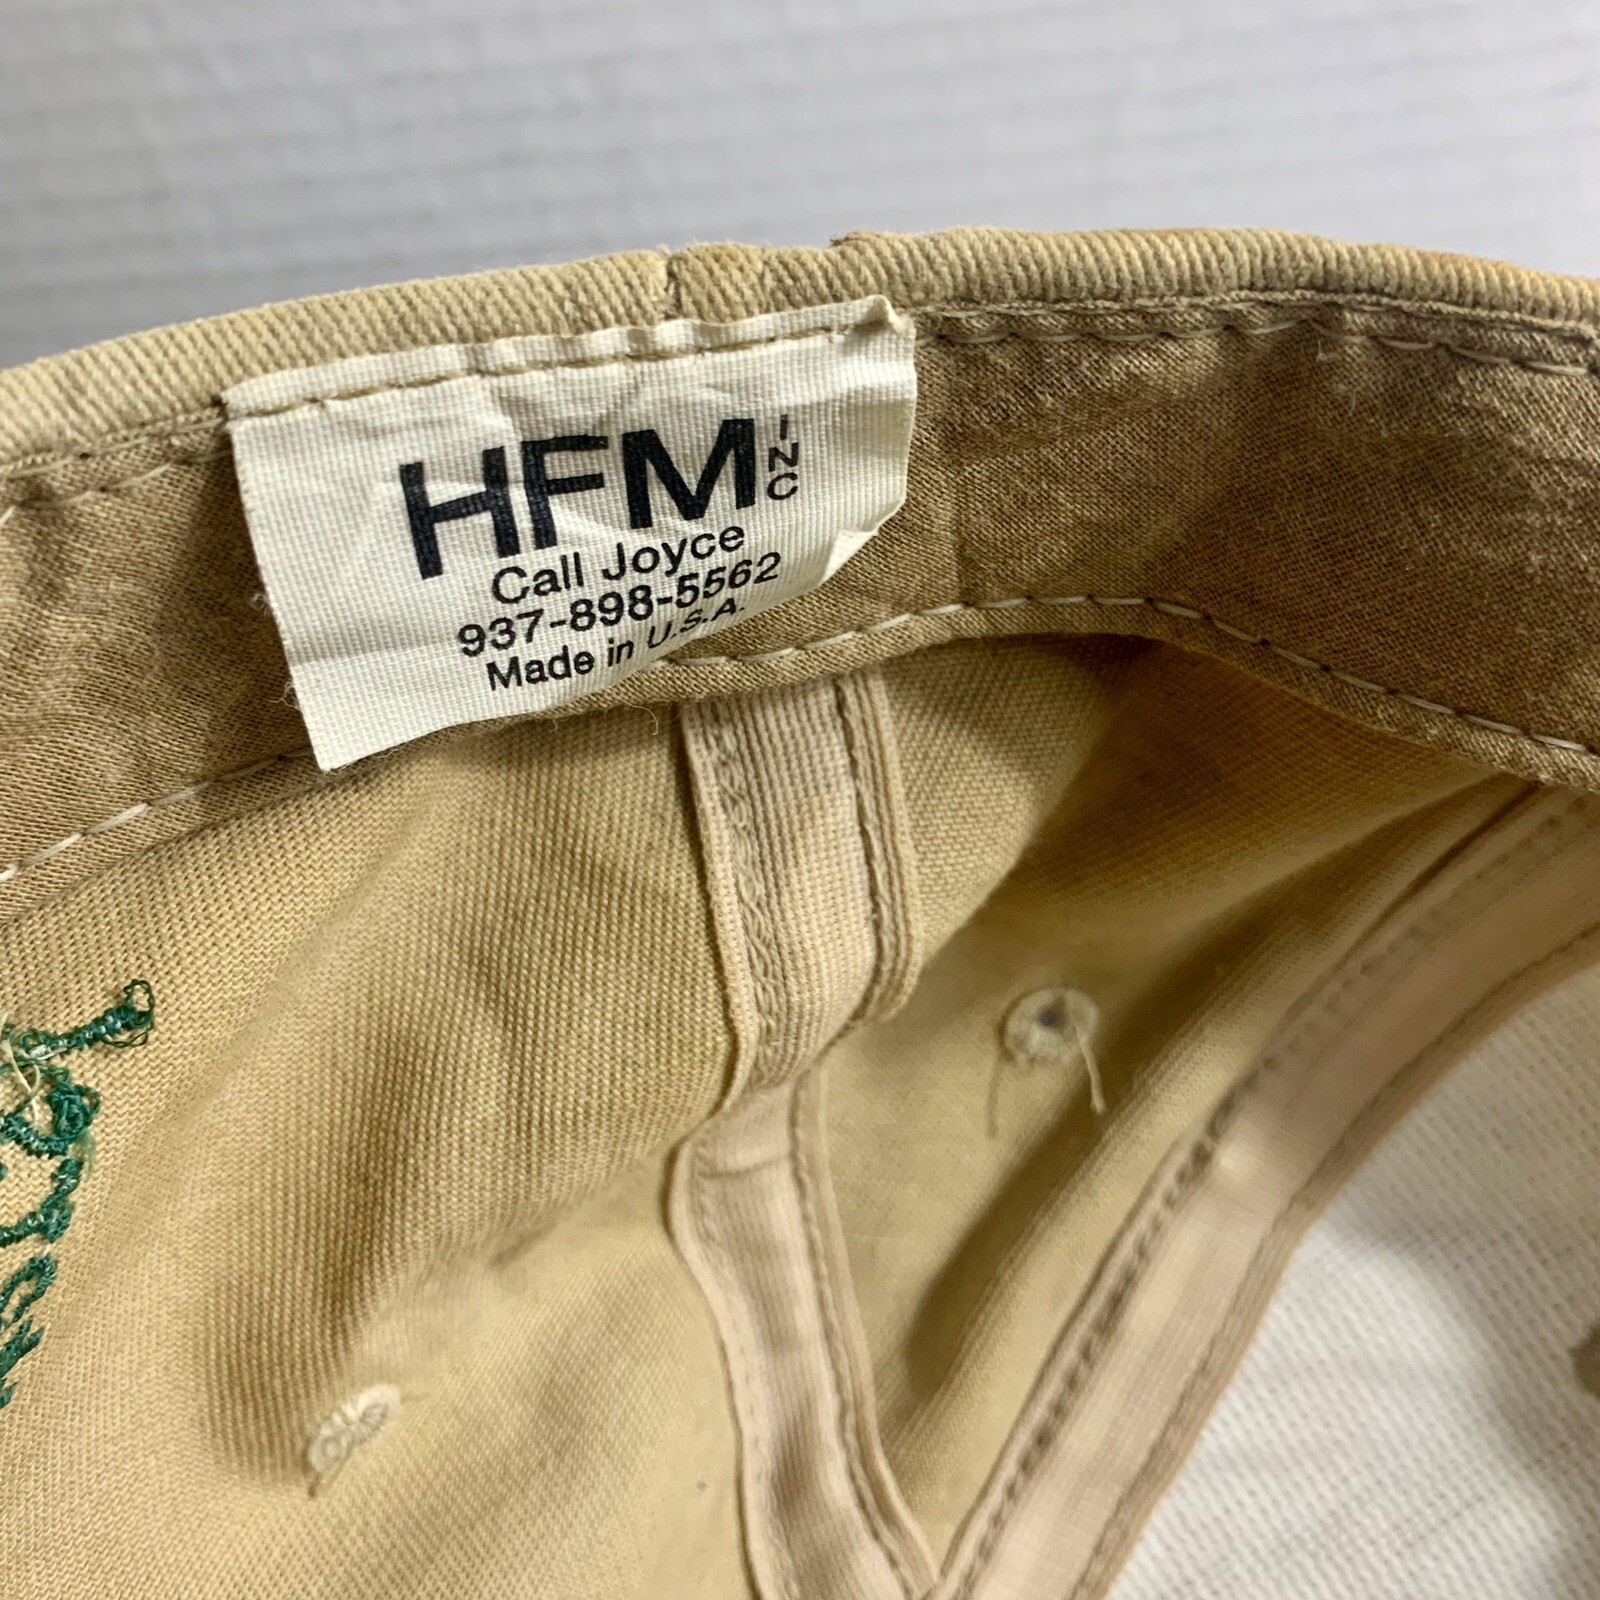 HFM INC
Call Joyce
937-898-5562
Made in U.S.A.